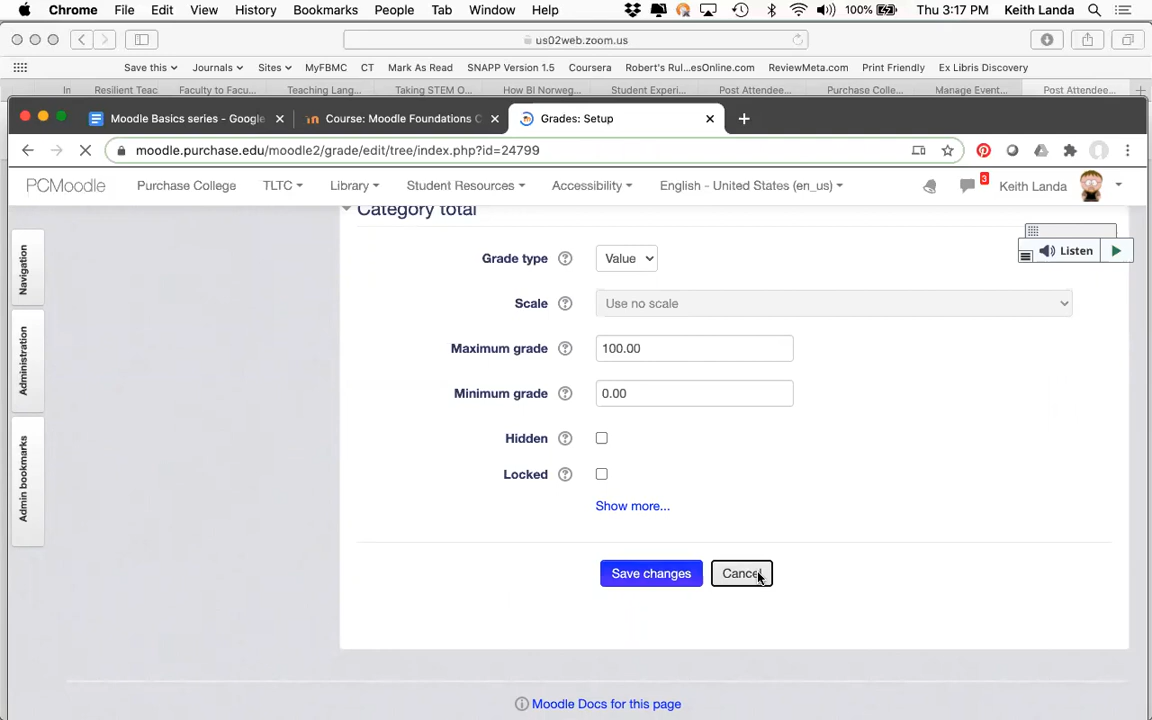 Chrome File Edit View History Bookmarks People Tab Window Help 100% Thu 3:17 PM Keith Landa
us02web.zoom.us
Save this Journals Sites MyFBMC CT Mark As Read SNAPP Version 1.5 Coursera Robert's Rul...esOnline.com ReviewMeta.com Print Friendly Ex Libris Discovery
In Resilient Teac Faculty to Facu... Teaching Lang... Taking STEM O... How BI Norweg... Student Experi... Post Attendee... Purchase Colle... Manage Event... Post Attendee...
Moodle Basics series - Google Course: Moodle Foundations C Grades: Setup
moodle.purchase.edu/moodle2/grade/edit/tree/index.php?id=24799
PCMoodle Purchase College TLTC Library Student Resources Accessibility English - United States (en_us) 3 Keith Landa
Category total
Navigation
Administration
Admin bookmarks
Listen
Grade type Value
Scale Use no scale
Maximum grade 100.00
Minimum grade 0.00
Hidden
Locked
Show more...
Save changes Cancel
Moodle Docs for this page